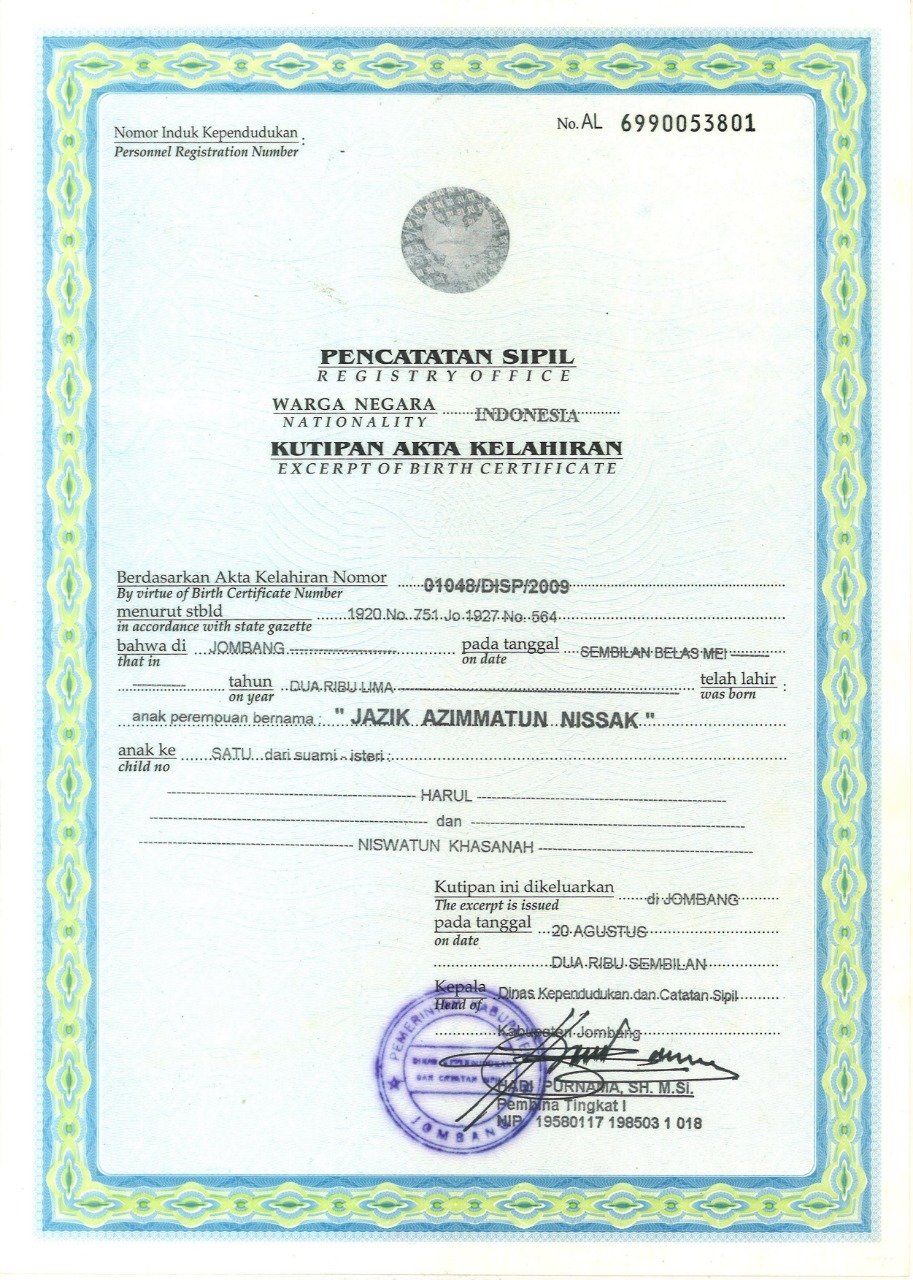 No. AL 6990053801
Nomor Induk Kependudukan :
Personnel Registration Number
PENCATATAN SIPIL
REGISTRY OFFICE
WARGA NEGARA INDONESIA
NATIONALITY
KUTIPAN AKTA KELAHIRAN
EXCERPT OF BIRTH CERTIFICATE
Berdasarkan Akta Kelahiran Nomor 01048/DISP/2009
By virtue of Birth Certificate Number
menurut stbld 1920 No. 751 Jo 1927 No. 564
in accordance with state gazette
bahwa di JOMBANG pada tanggal SEMBILAN BELAS MEI
that in on date
tahun DUA RIBU LIMA telah lahir :
on year was born
anak perempuan bernama : " JAZIK AZIMMATUN NISSAK "
anak ke SATU dari suami - isteri :
child no
HARUL
dan
NISWATUN KHASANAH
Kutipan ini dikeluarkan di JOMBANG
The excerpt is issued
pada tanggal 20 AGUSTUS
on date
DUA RIBU SEMBILAN
Kepala Dinas Kependudukan dan Catatan Sipil
Head of
Kabupaten Jombang
PEMERINTAH KABUPATEN
DINAS KEPENDUDUKAN
DAN CATATAN SIPIL
JOMBANG
HADI PURNAMA, SH. M.Si.
Pembina Tingkat I
NIP. 19580117 198503 1 018